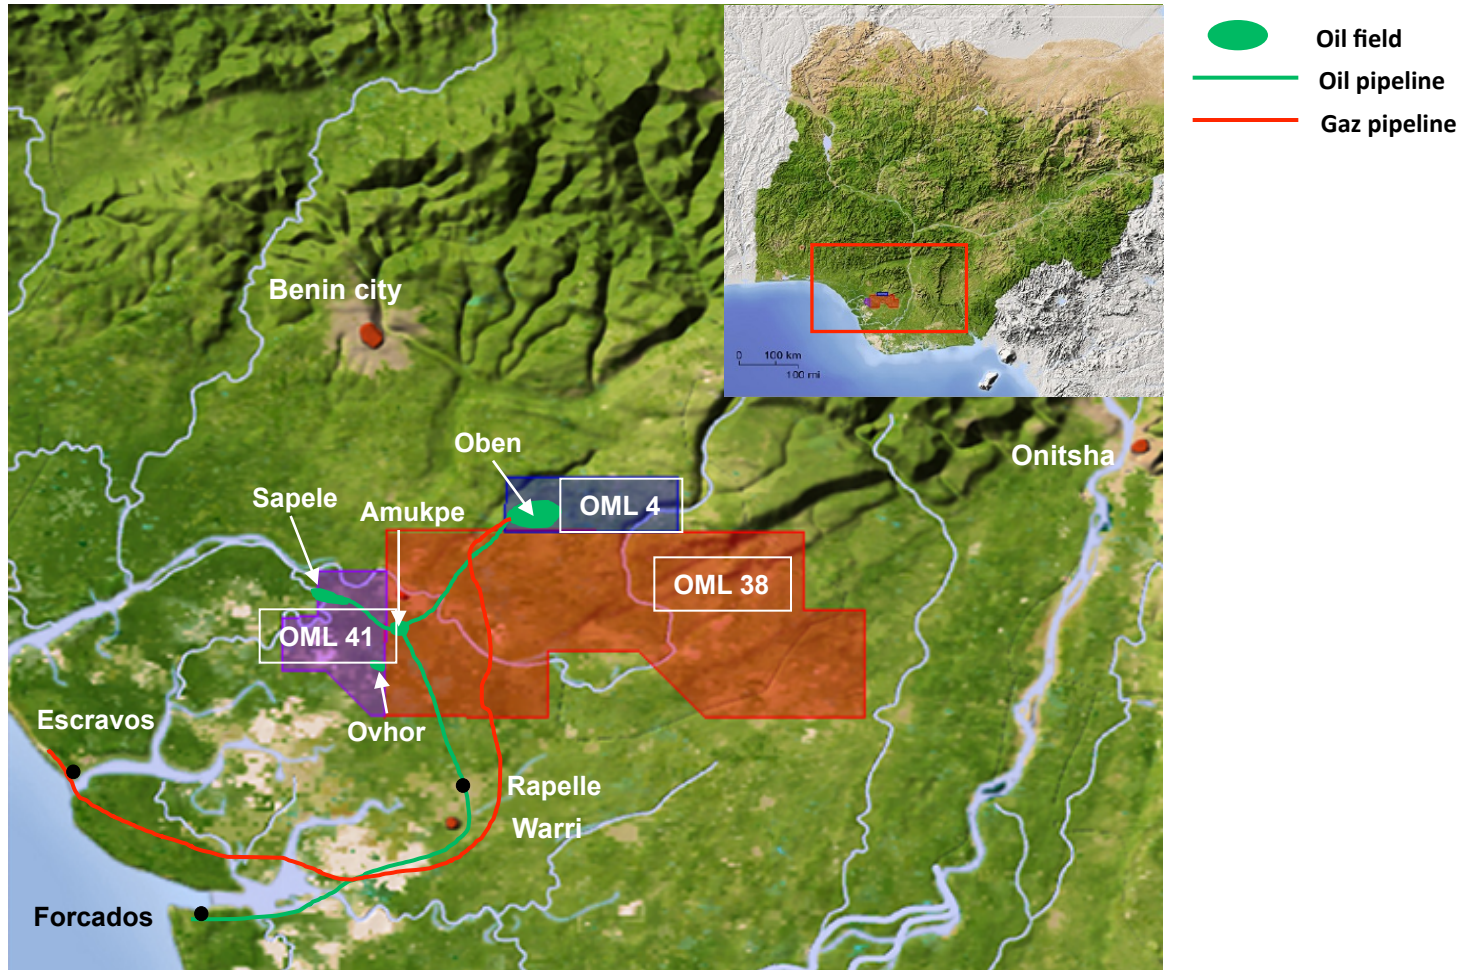 Oil field
Oil pipeline
Gaz pipeline
0 100 km
100 mi
Benin city
Onitsha
Oben
Sapele
Amukpe
OML 4
OML 38
OML 41
Escravos
Ovhor
Rapelle
Warri
Forcados